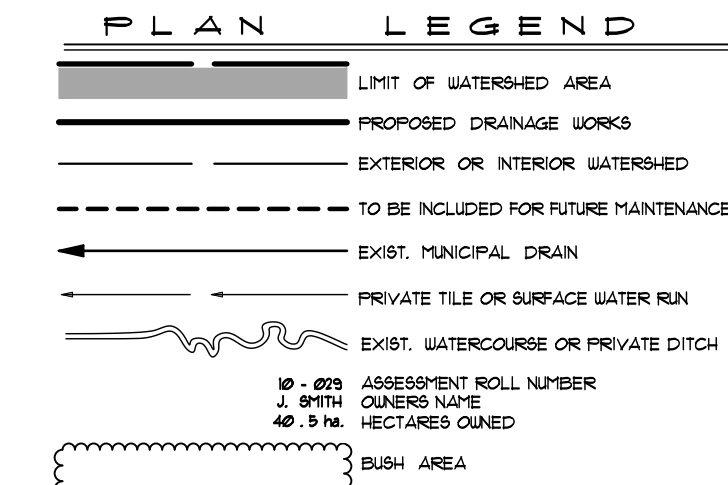 PLAN LEGEND
LIMIT OF WATERSHED AREA
PROPOSED DRAINAGE WORKS
EXTERIOR OR INTERIOR WATERSHED
TO BE INCLUDED FOR FUTURE MAINTENANCE
EXIST. MUNICIPAL DRAIN
PRIVATE TILE OR SURFACE WATER RUN
EXIST. WATERCOURSE OR PRIVATE DITCH
10 - 029 ASSESSMENT ROLL NUMBER
J. SMITH OWNERS NAME
40 . 5 ha. HECTARES OWNED
BUSH AREA